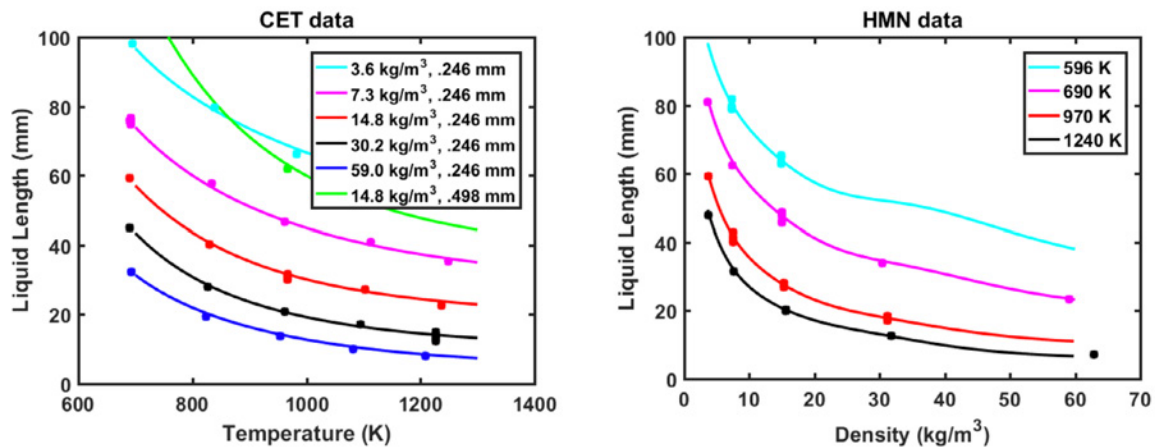 CET data
100
80
60
40
20
0
Liquid Length (mm)
3.6 kg/m³, .246 mm
7.3 kg/m³, .246 mm
14.8 kg/m³, .246 mm
30.2 kg/m³, .246 mm
59.0 kg/m³, .246 mm
14.8 kg/m³, .498 mm
600 800 1000 1200 1400
Temperature (K)
HMN data
100
80
60
40
20
0
Liquid Length (mm)
596 K
690 K
970 K
1240 K
0 10 20 30 40 50 60 70
Density (kg/m³)